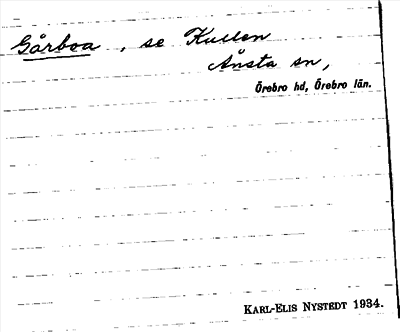 Gårboa, se Kullen
Ånsta sn,
Örebro hd, Örebro län.
KARL-ELIS NYSTEDT 1934.